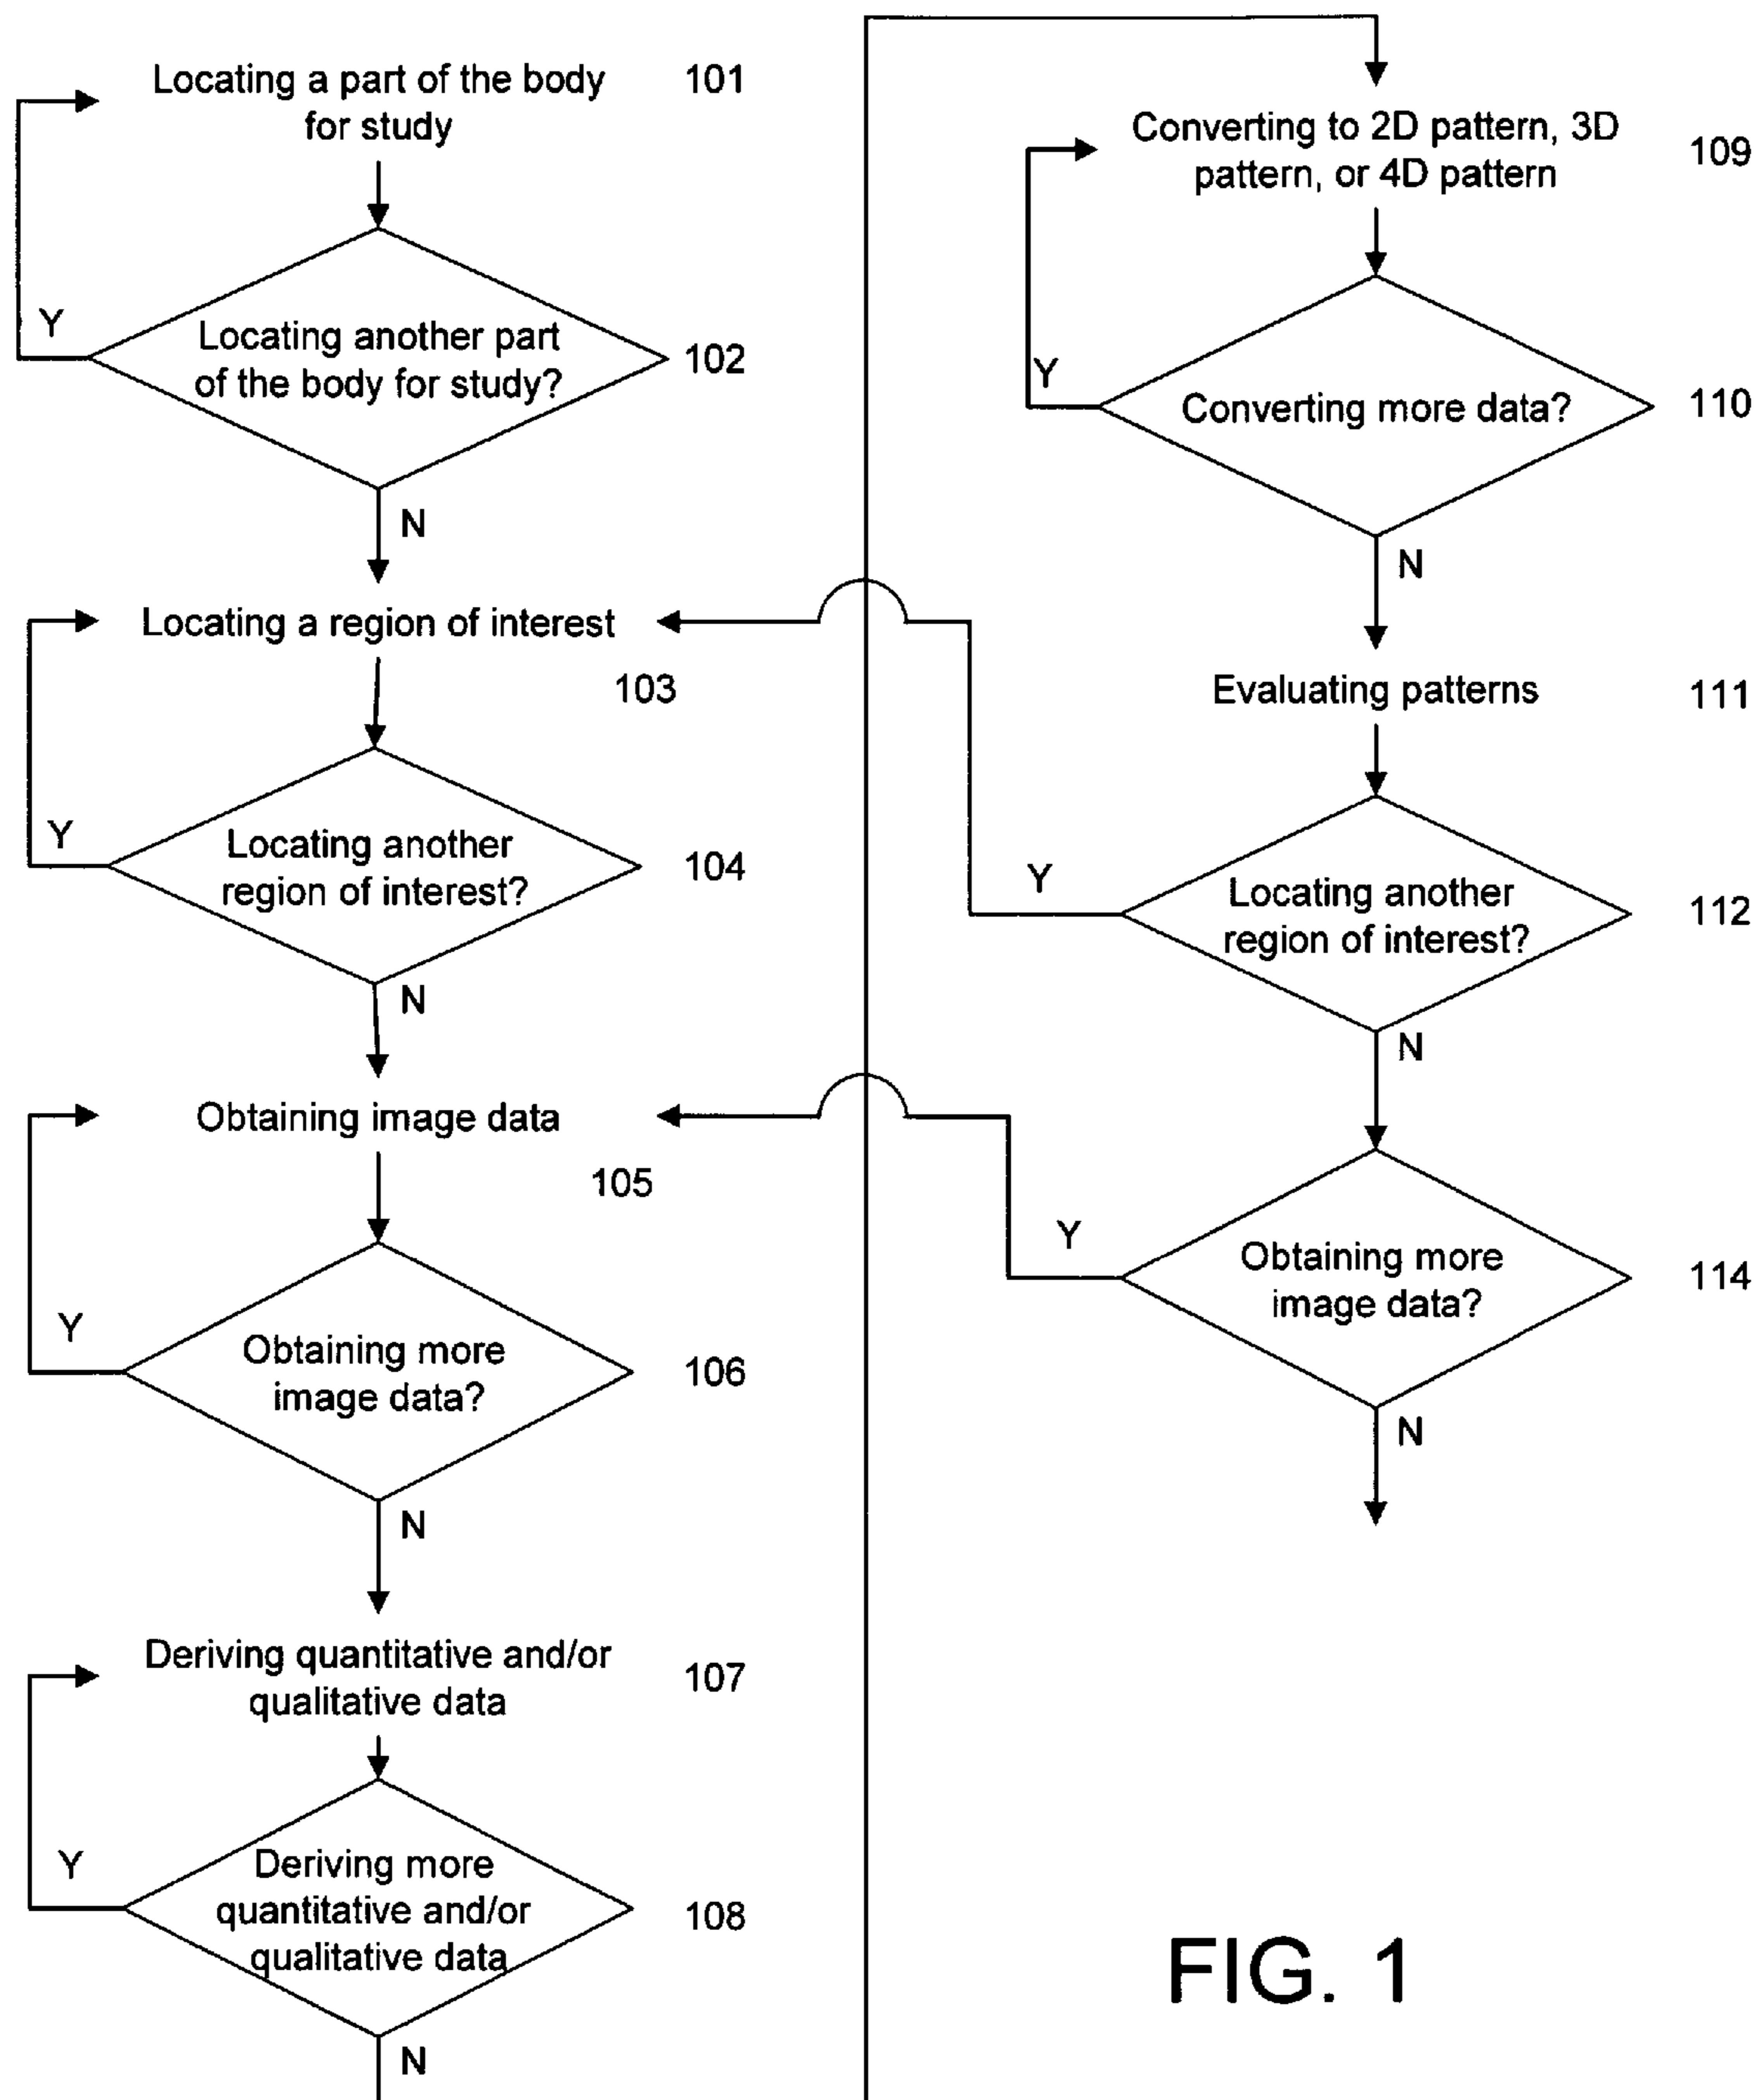 Locating a part of the body
for study
101
Y
Locating another part
of the body for study?
102
N
Locating a region of interest
103
Y
Locating another
region of interest?
104
N
Obtaining image data
105
Y
Obtaining more
image data?
106
N
Deriving quantitative and/or
qualitative data
107
Y
Deriving more
quantitative and/or
qualitative data
108
N
Converting to 2D pattern, 3D
pattern, or 4D pattern
109
Y
Converting more data?
110
N
Evaluating patterns
111
Y
Locating another
region of interest?
112
N
Y
Obtaining more
image data?
114
N
FIG. 1